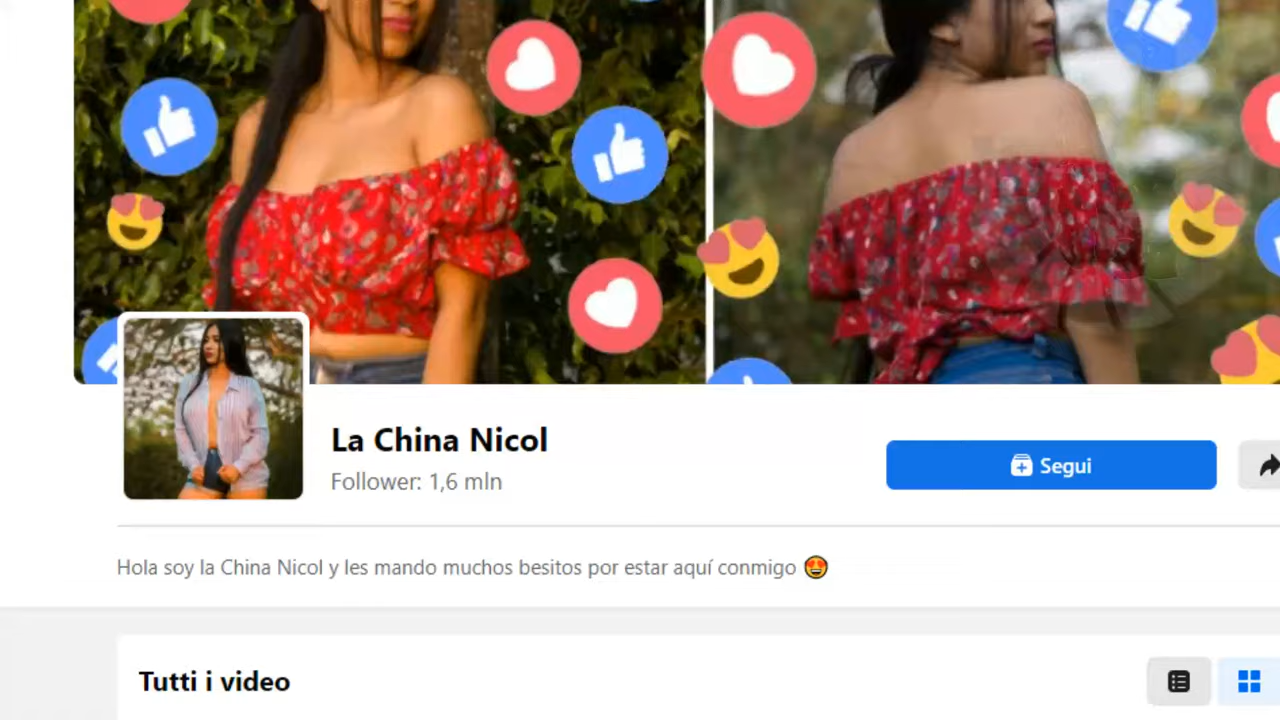 La China Nicol
Follower: 1,6 mln
Segui
Hola soy la China Nicol y les mando muchos besitos por estar aquí conmigo 😍
Tutti i video